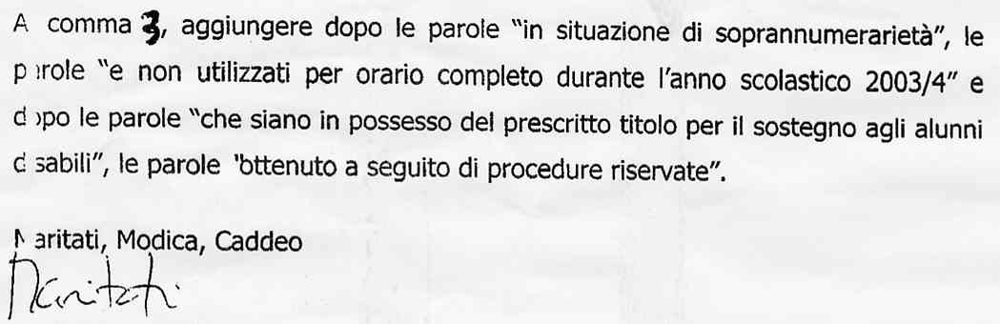 A comma 3, aggiungere dopo le parole "in situazione di soprannumerarietà", le
parole "e non utilizzati per orario completo durante l'anno scolastico 2003/4" e
dopo le parole "che siano in possesso del prescritto titolo per il sostegno agli alunni
disabili", le parole "ottenuto a seguito di procedure riservate".
Maritati, Modica, Caddeo
Maritati